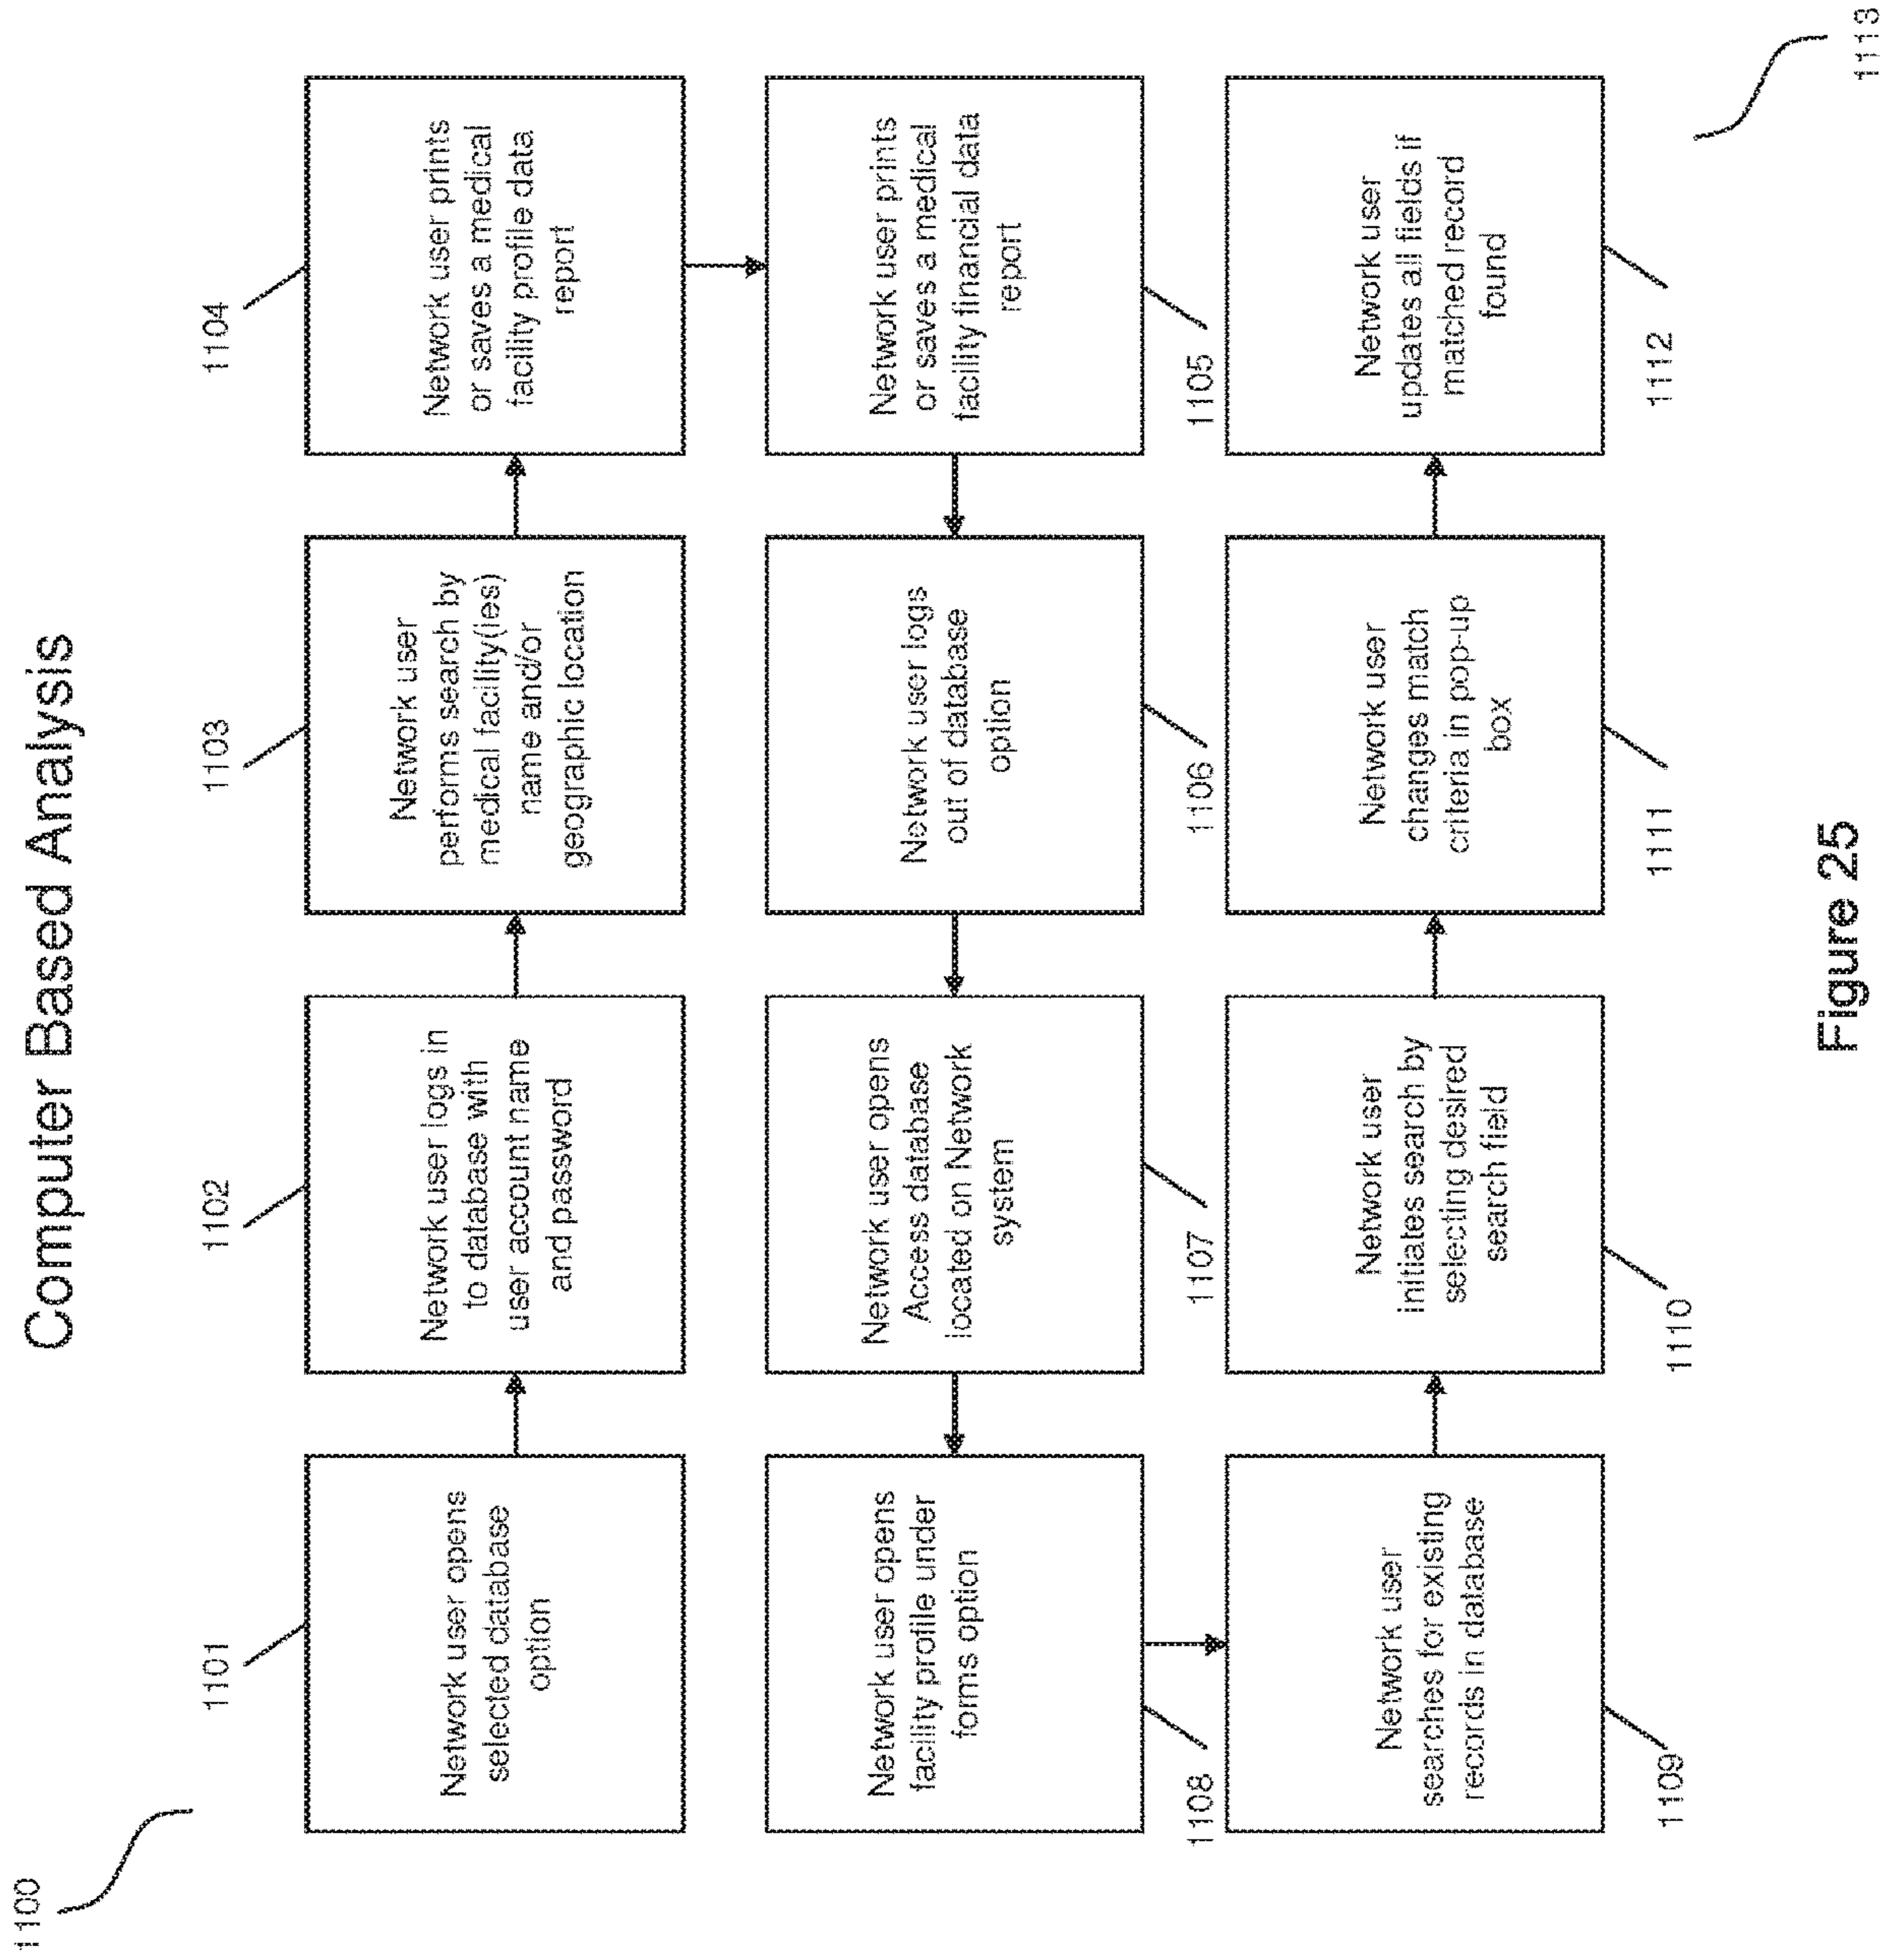 Computer Based Analysis
1100
1101
1102
1103
1104
Network user opens
selected database
option
Network user logs in
to database with
user account name
and password
Network user
performs search by
medical facility(ies)
name and/or
geographic location
Network user prints
or saves a medical
facility profile data
report
Network user opens
facility profile under
forms option
Network user opens
Access database
located on Network
system
Network user logs
out of database
option
Network user prints
or saves a medical
facility financial data
report
1108
1107
1106
1105
Network user
searches for existing
records in database
Network user
initiates search by
selecting desired
search field
Network user
changes match
criteria in pop-up
box
Network user
updates all fields if
matched record
found
1109
1110
1111
1112
1113
Figure 25